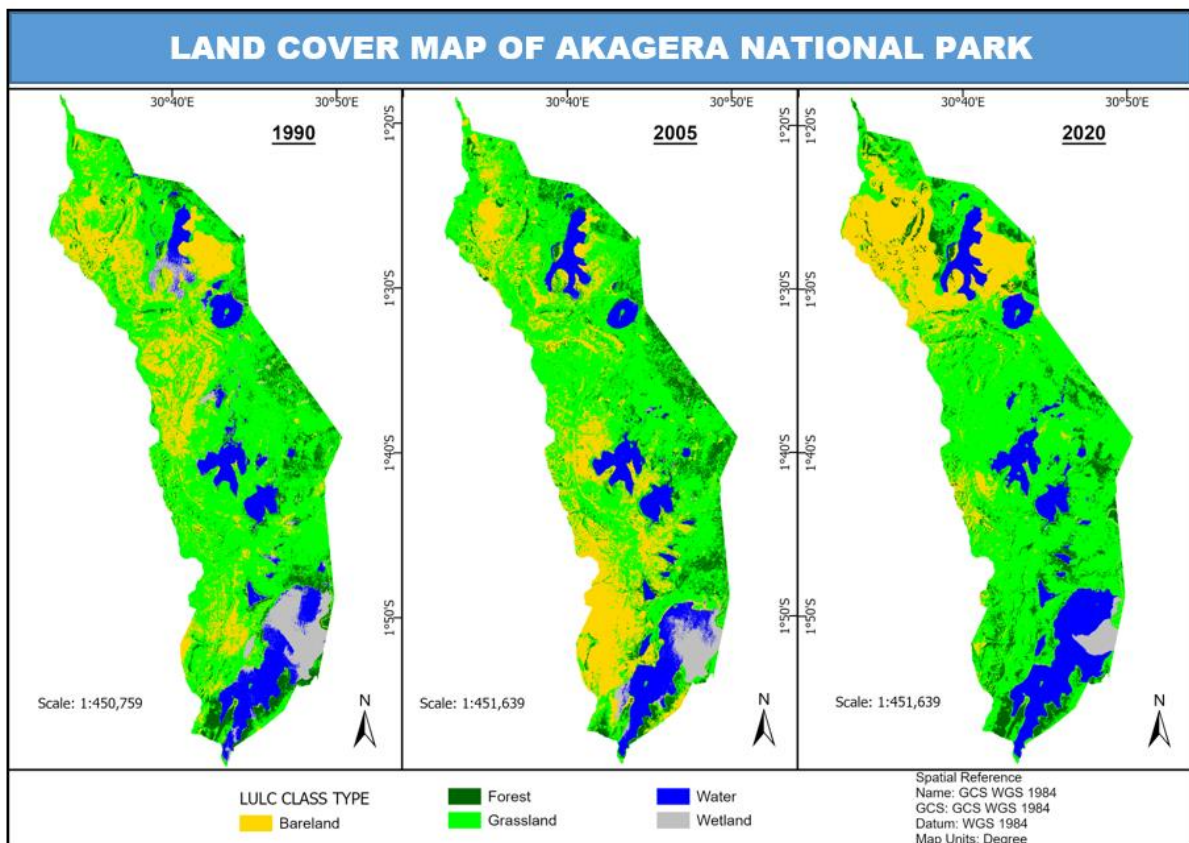 LAND COVER MAP OF AKAGERA NATIONAL PARK
30°40'E 30°50'E 30°40'E 30°50'E 30°40'E 30°50'E
1990
2005
2020
1°20'S
1°20'S
1°30'S
1°30'S
1°40'S
1°40'S
1°50'S
1°50'S
Scale: 1:450,759
N
Scale: 1:451,639
N
Scale: 1:451,639
N
LULC CLASS TYPE
Bareland
Forest
Grassland
Water
Wetland
Spatial Reference
Name: GCS WGS 1984
GCS: GCS WGS 1984
Datum: WGS 1984
Map Units: Degree